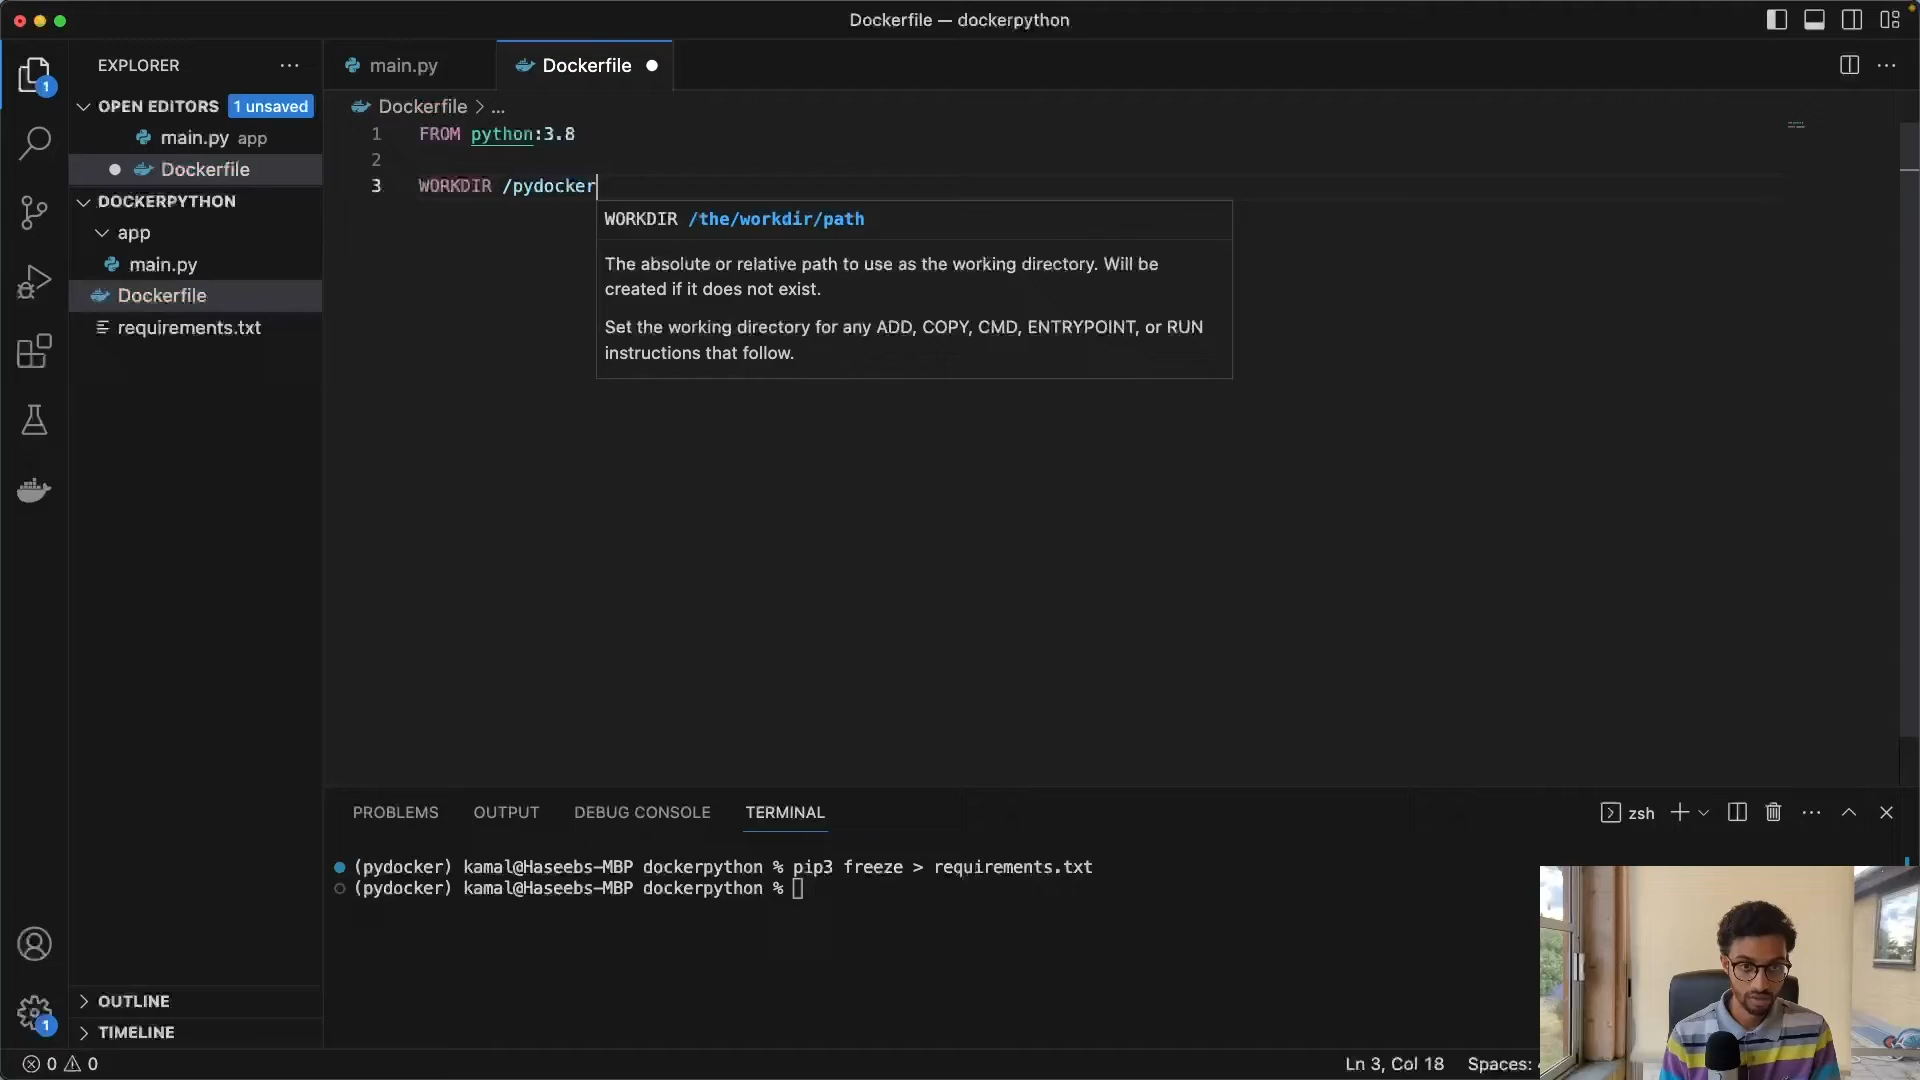 Dockerfile — dockerpython
EXPLORER
OPEN EDITORS 1 unsaved
main.py app
Dockerfile
DOCKERPYTHON
app
main.py
Dockerfile
requirements.txt
OUTLINE
TIMELINE
main.py
Dockerfile
Dockerfile > ...
1 FROM python:3.8
2
3 WORKDIR /pydocker
WORKDIR /the/workdir/path
The absolute or relative path to use as the working directory. Will be
created if it does not exist.
Set the working directory for any ADD, COPY, CMD, ENTRYPOINT, or RUN
instructions that follow.
PROBLEMS OUTPUT DEBUG CONSOLE TERMINAL
zsh
(pydocker) kamal@Haseebs-MBP dockerpython % pip3 freeze > requirements.txt
(pydocker) kamal@Haseebs-MBP dockerpython %
1
1
0 0
Ln 3, Col 18 Spaces: